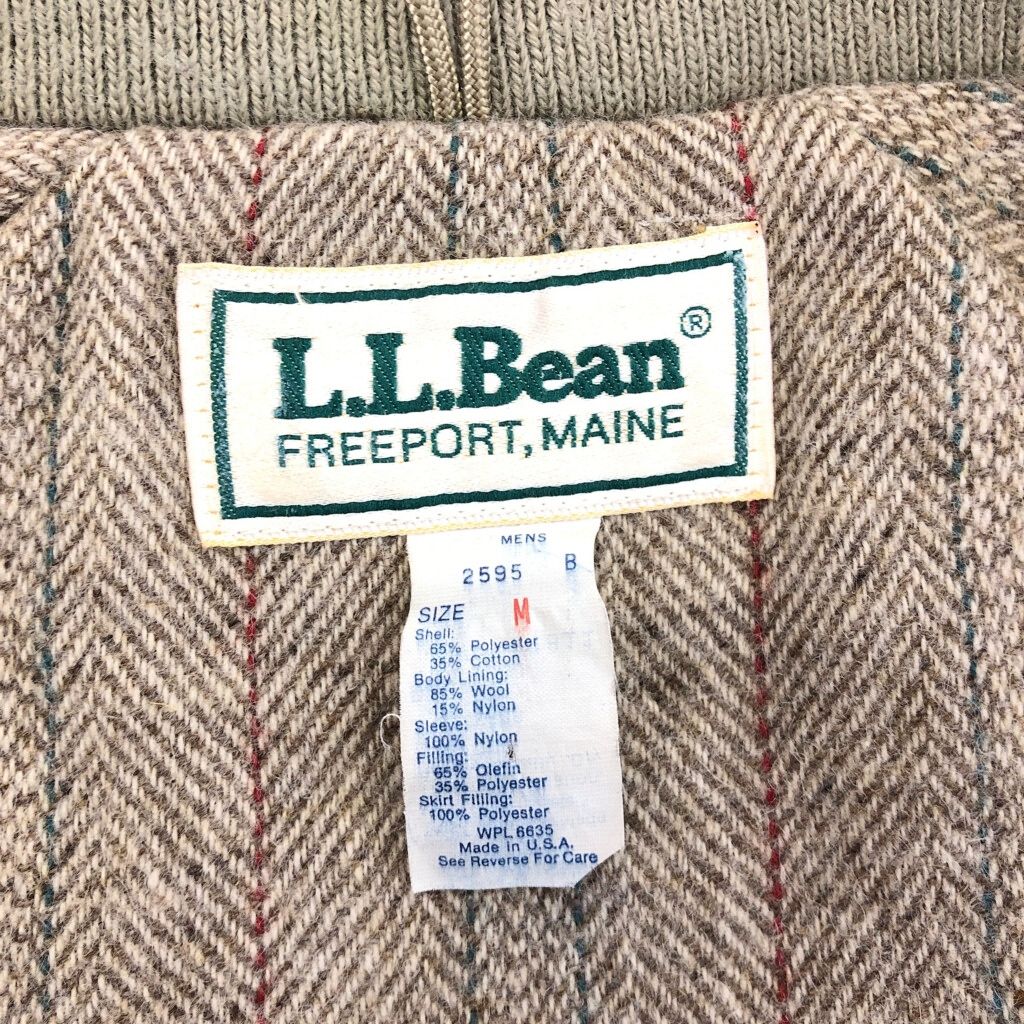 L.L.Bean®
FREEPORT, MAINE
MENS
2595 B
SIZE M
Shell:
65% Polyester
35% Cotton
Body Lining:
85% Wool
15% Nylon
Sleeve:
100% Nylon
Filling:
65% Olefin
35% Polyester
Skirt Filling:
100% Polyester
WPL 6635
Made in U.S.A.
See Reverse For Care